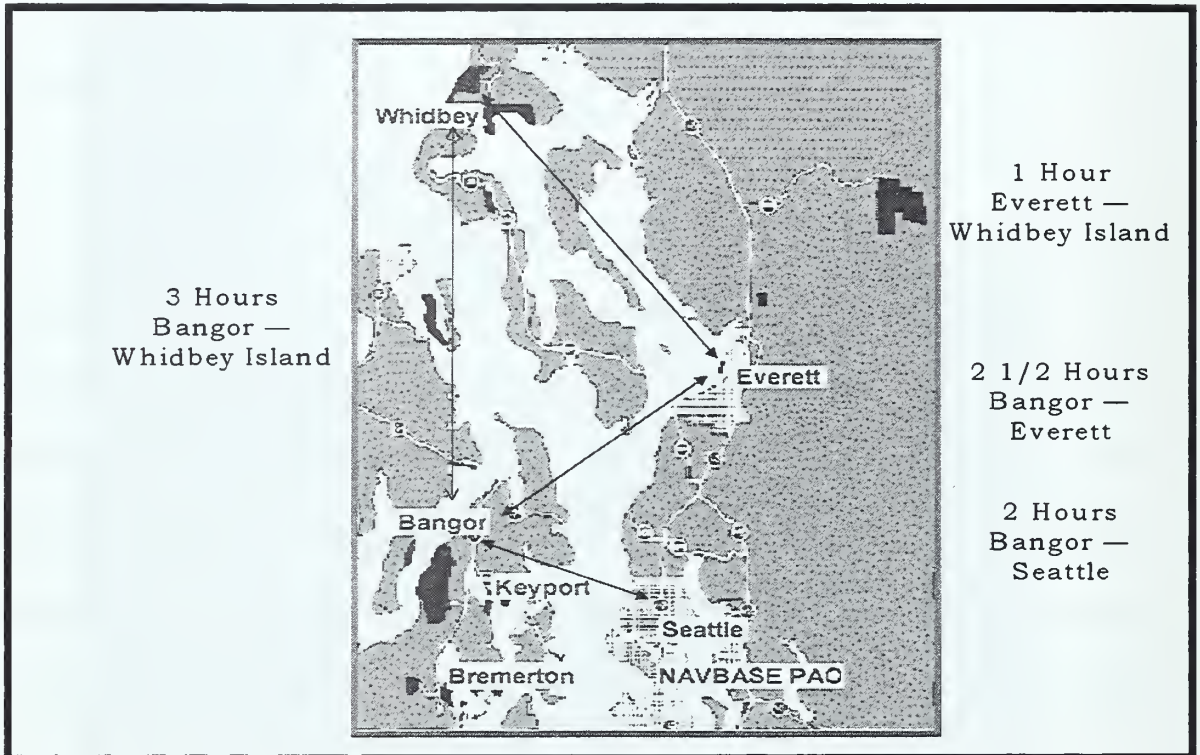 Whidbey
1 Hour
Everett —
Whidbey Island
3 Hours
Bangor —
Whidbey Island
Everett
2 1/2 Hours
Bangor —
Everett
Bangor
2 Hours
Bangor —
Seattle
Keyport
Seattle
Bremerton
NAVBASE PAO